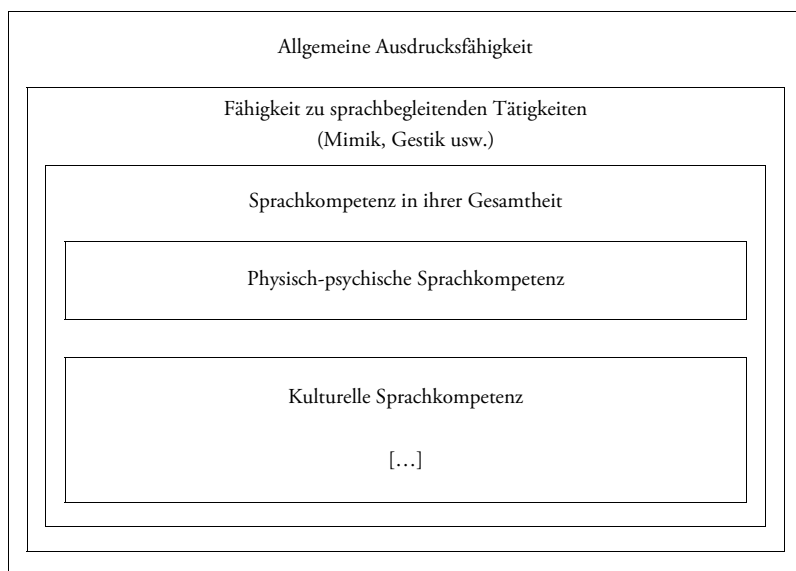 Allgemeine Ausdrucksfähigkeit
Fähigkeit zu sprachbegleitenden Tätigkeiten
(Mimik, Gestik usw.)
Sprachkompetenz in ihrer Gesamtheit
Physisch-psychische Sprachkompetenz
Kulturelle Sprachkompetenz
[…]